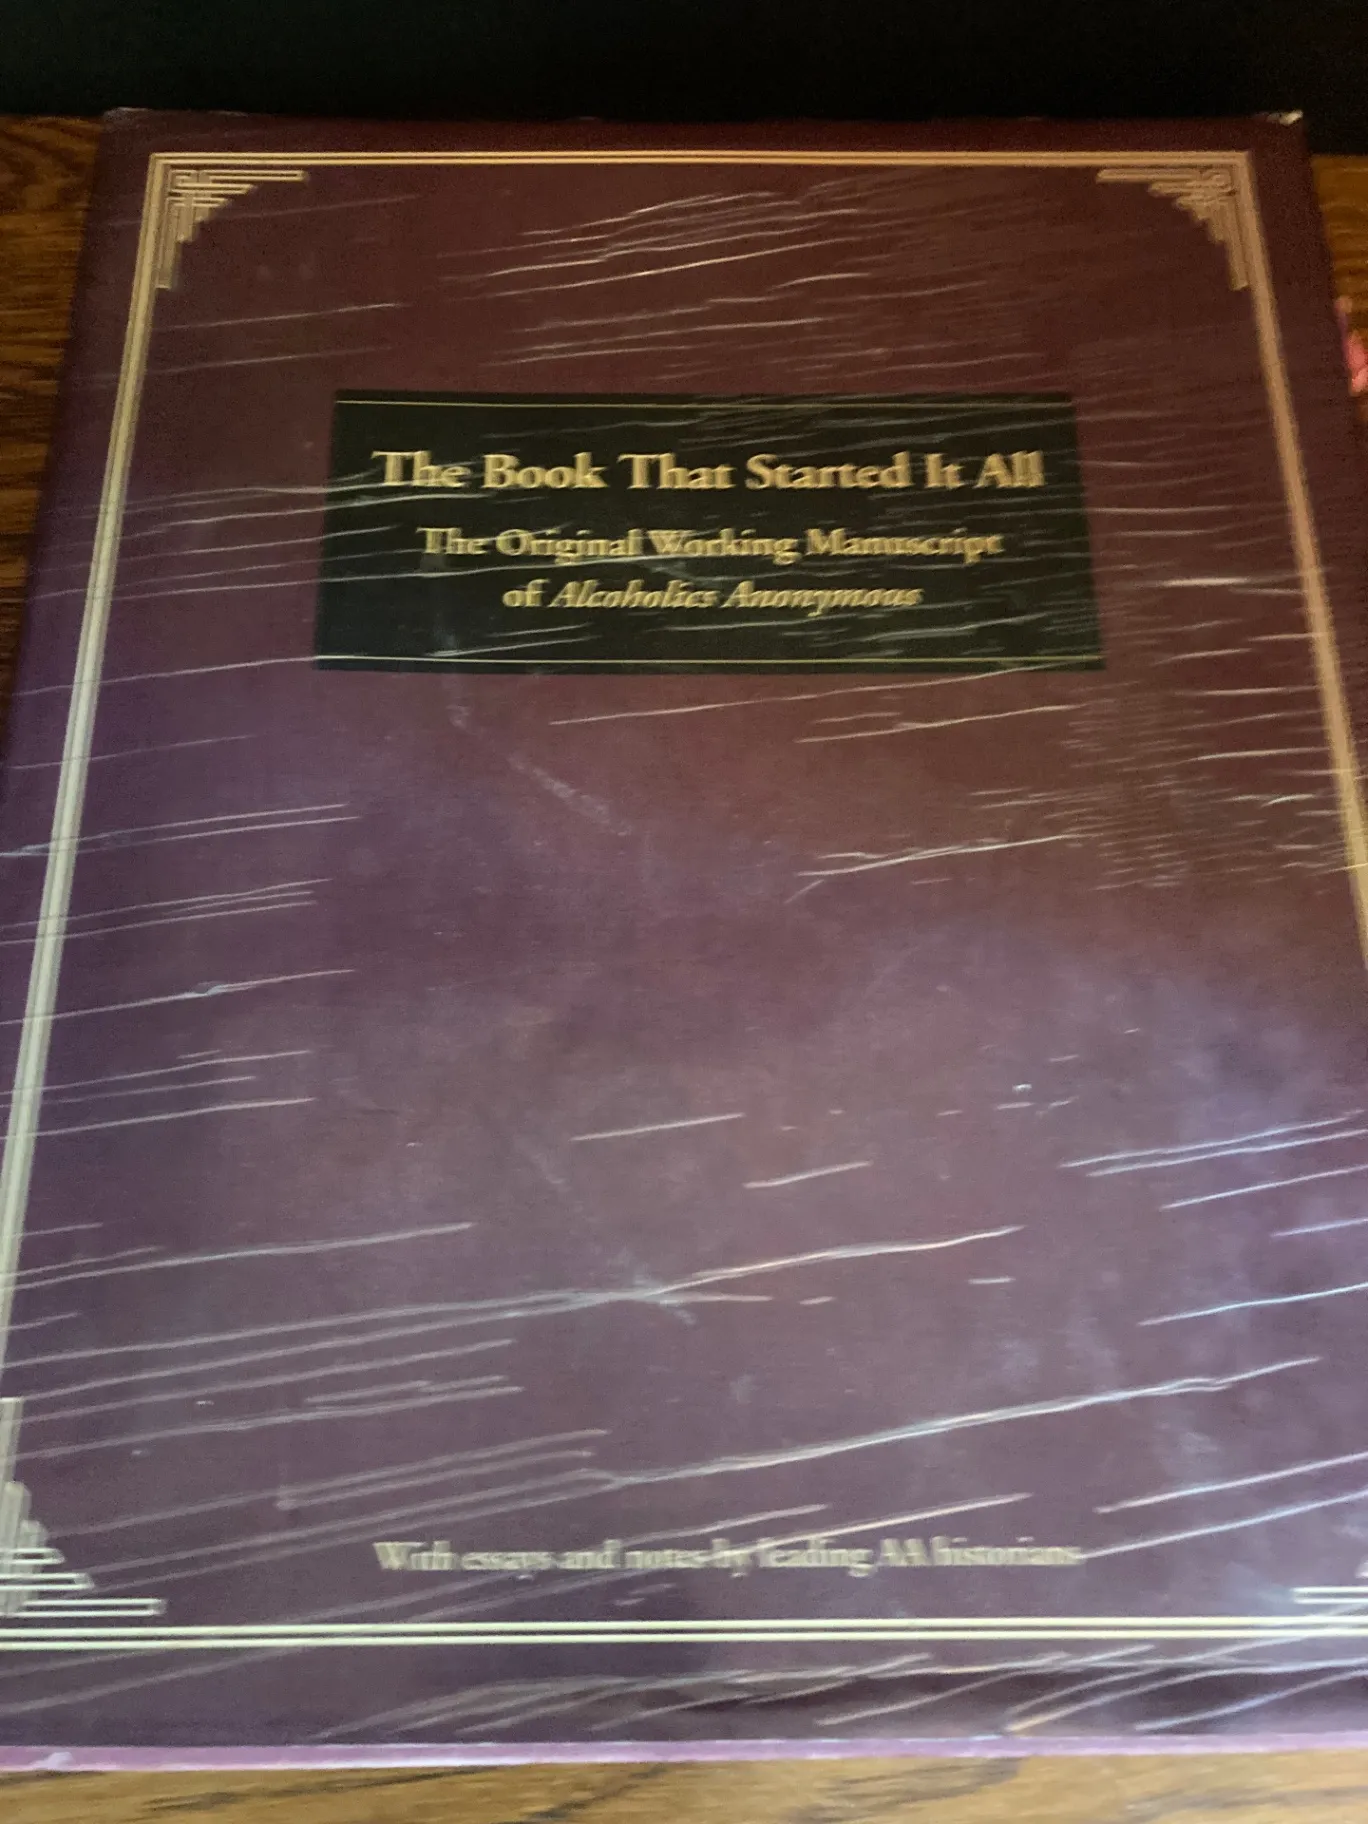 The Book That Started It All
The Original Working Manuscript
of Alcoholics Anonymous
With essays and notes by leading AA historians